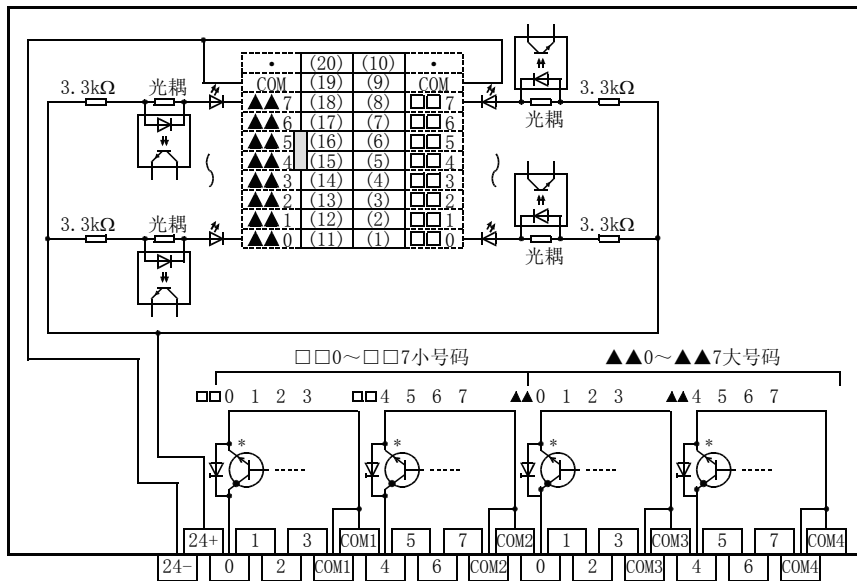 · (20) (10) ·
COM (19) (9) COM
3.3kΩ 光耦 ▲▲7 (18) (8) □□7 光耦 3.3kΩ
▲▲6 (17) (7) □□6
▲▲5 (16) (6) □□5
▲▲4 (15) (5) □□4
▲▲3 (14) (4) □□3
▲▲2 (13) (3) □□2
▲▲1 (12) (2) □□1
3.3kΩ 光耦 ▲▲0 (11) (1) □□0 光耦 3.3kΩ
□□0～□□7小号码 ▲▲0～▲▲7大号码
□□0 1 2 3 □□4 5 6 7 ▲▲0 1 2 3 ▲▲4 5 6 7
* * * *
24+ 1 3 COM1 5 7 COM2 1 3 COM3 5 7 COM4
24- 0 2 COM1 4 6 COM2 0 2 COM3 4 6 COM4